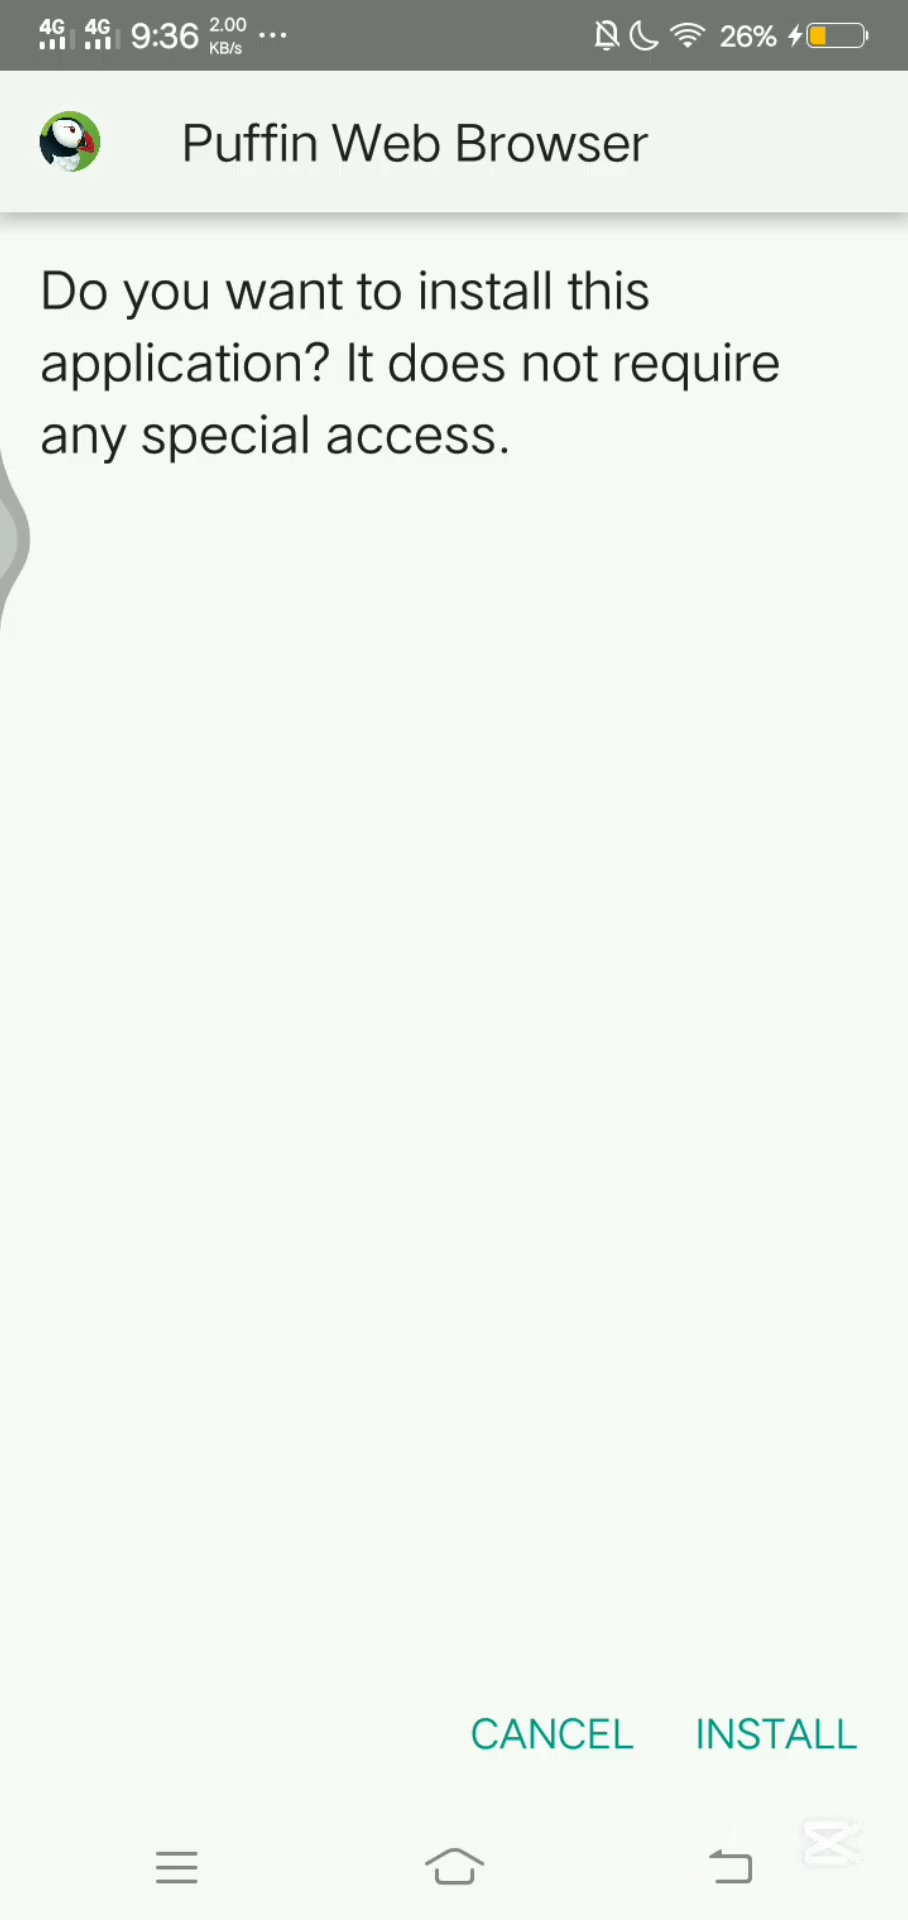 4G 4G 9:36 2.00 KB/s ... 26%
Puffin Web Browser
Do you want to install this
application? It does not require
any special access.
CANCEL INSTALL